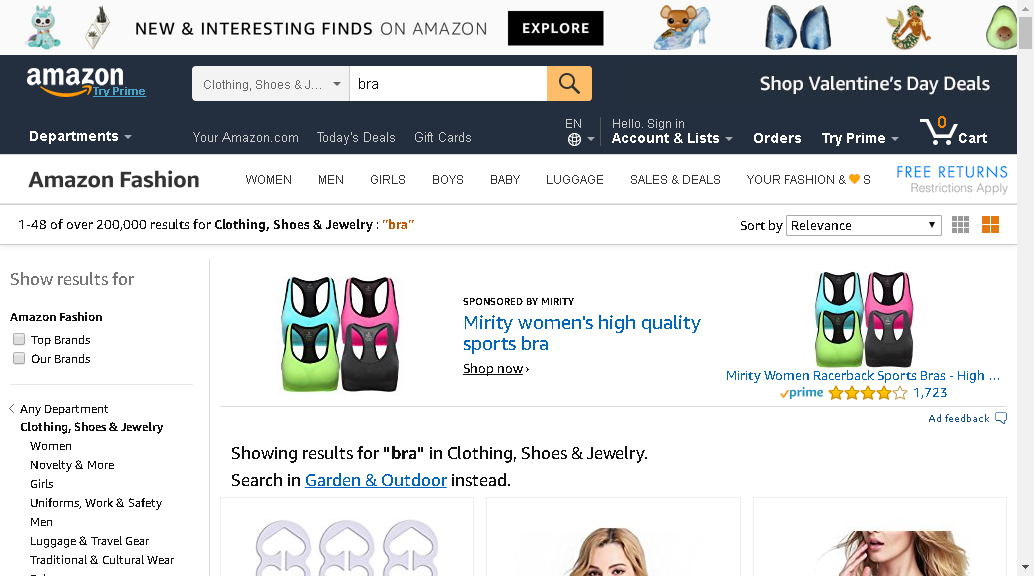 NEW & INTERESTING FINDS ON AMAZON EXPLORE
amazon
Try Prime
Clothing, Shoes & J...
bra
Shop Valentine's Day Deals
Departments
Your Amazon.com
Today's Deals
Gift Cards
EN
Hello. Sign in
Account & Lists
Orders
Try Prime
0
Cart
Amazon Fashion
WOMEN
MEN
GIRLS
BOYS
BABY
LUGGAGE
SALES & DEALS
YOUR FASHION & 🧡 S
FREE RETURNS
Restrictions Apply
1-48 of over 200,000 results for Clothing, Shoes & Jewelry : "bra"
Sort by Relevance
Show results for
Amazon Fashion
Top Brands
Our Brands
Any Department
Clothing, Shoes & Jewelry
Women
Novelty & More
Girls
Uniforms, Work & Safety
Men
Luggage & Travel Gear
Traditional & Cultural Wear
SPONSORED BY MIRITY
Mirity women's high quality
sports bra
Shop now ›
Mirity Women Racerback Sports Bras - High ...
prime 1,723
Ad feedback
Showing results for "bra" in Clothing, Shoes & Jewelry.
Search in Garden & Outdoor instead.